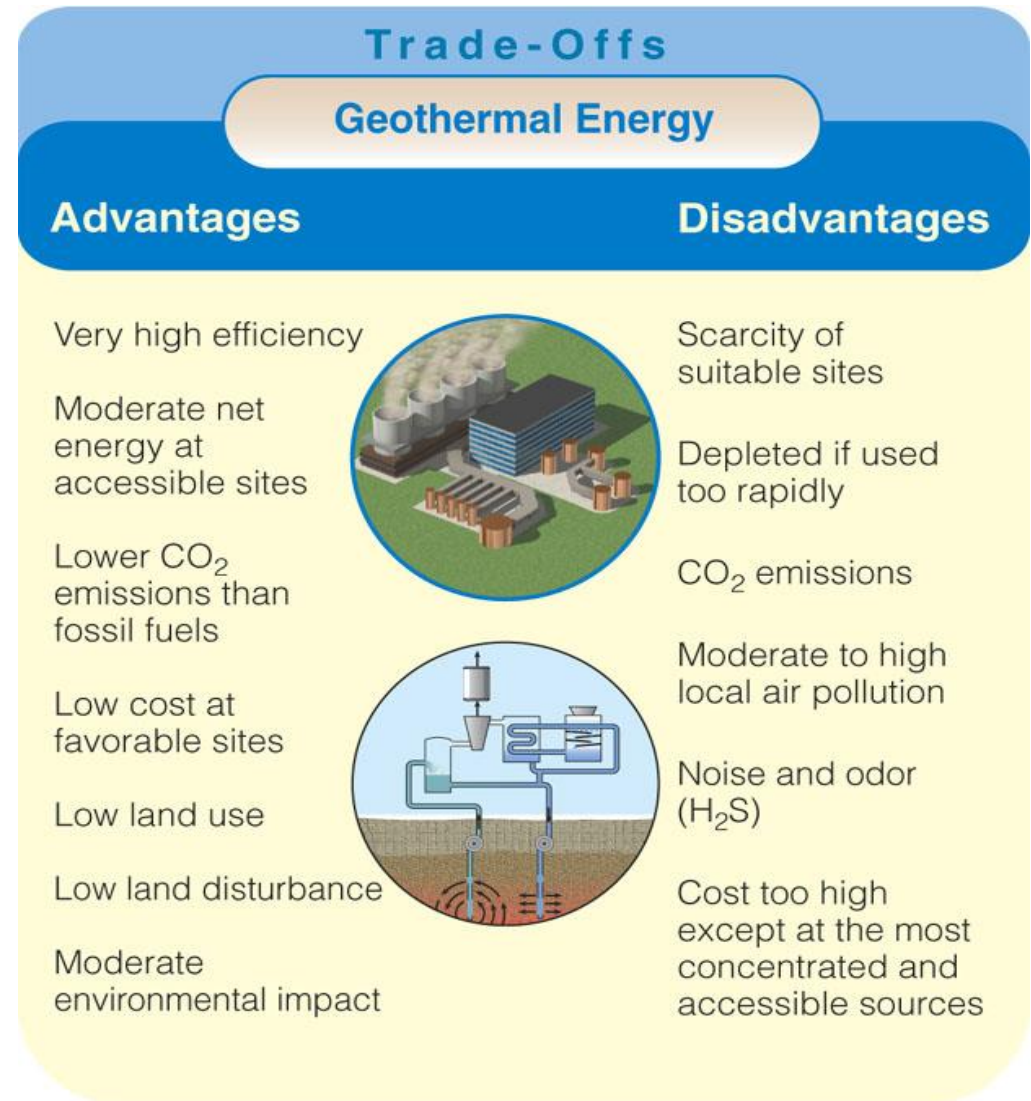 Trade-Offs
Geothermal Energy
Advantages
Very high efficiency
Moderate net
energy at
accessible sites
Lower CO₂
emissions than
fossil fuels
Low cost at
favorable sites
Low land use
Low land disturbance
Moderate
environmental impact
Disadvantages
Scarcity of
suitable sites
Depleted if used
too rapidly
CO₂ emissions
Moderate to high
local air pollution
Noise and odor
(H₂S)
Cost too high
except at the most
concentrated and
accessible sources